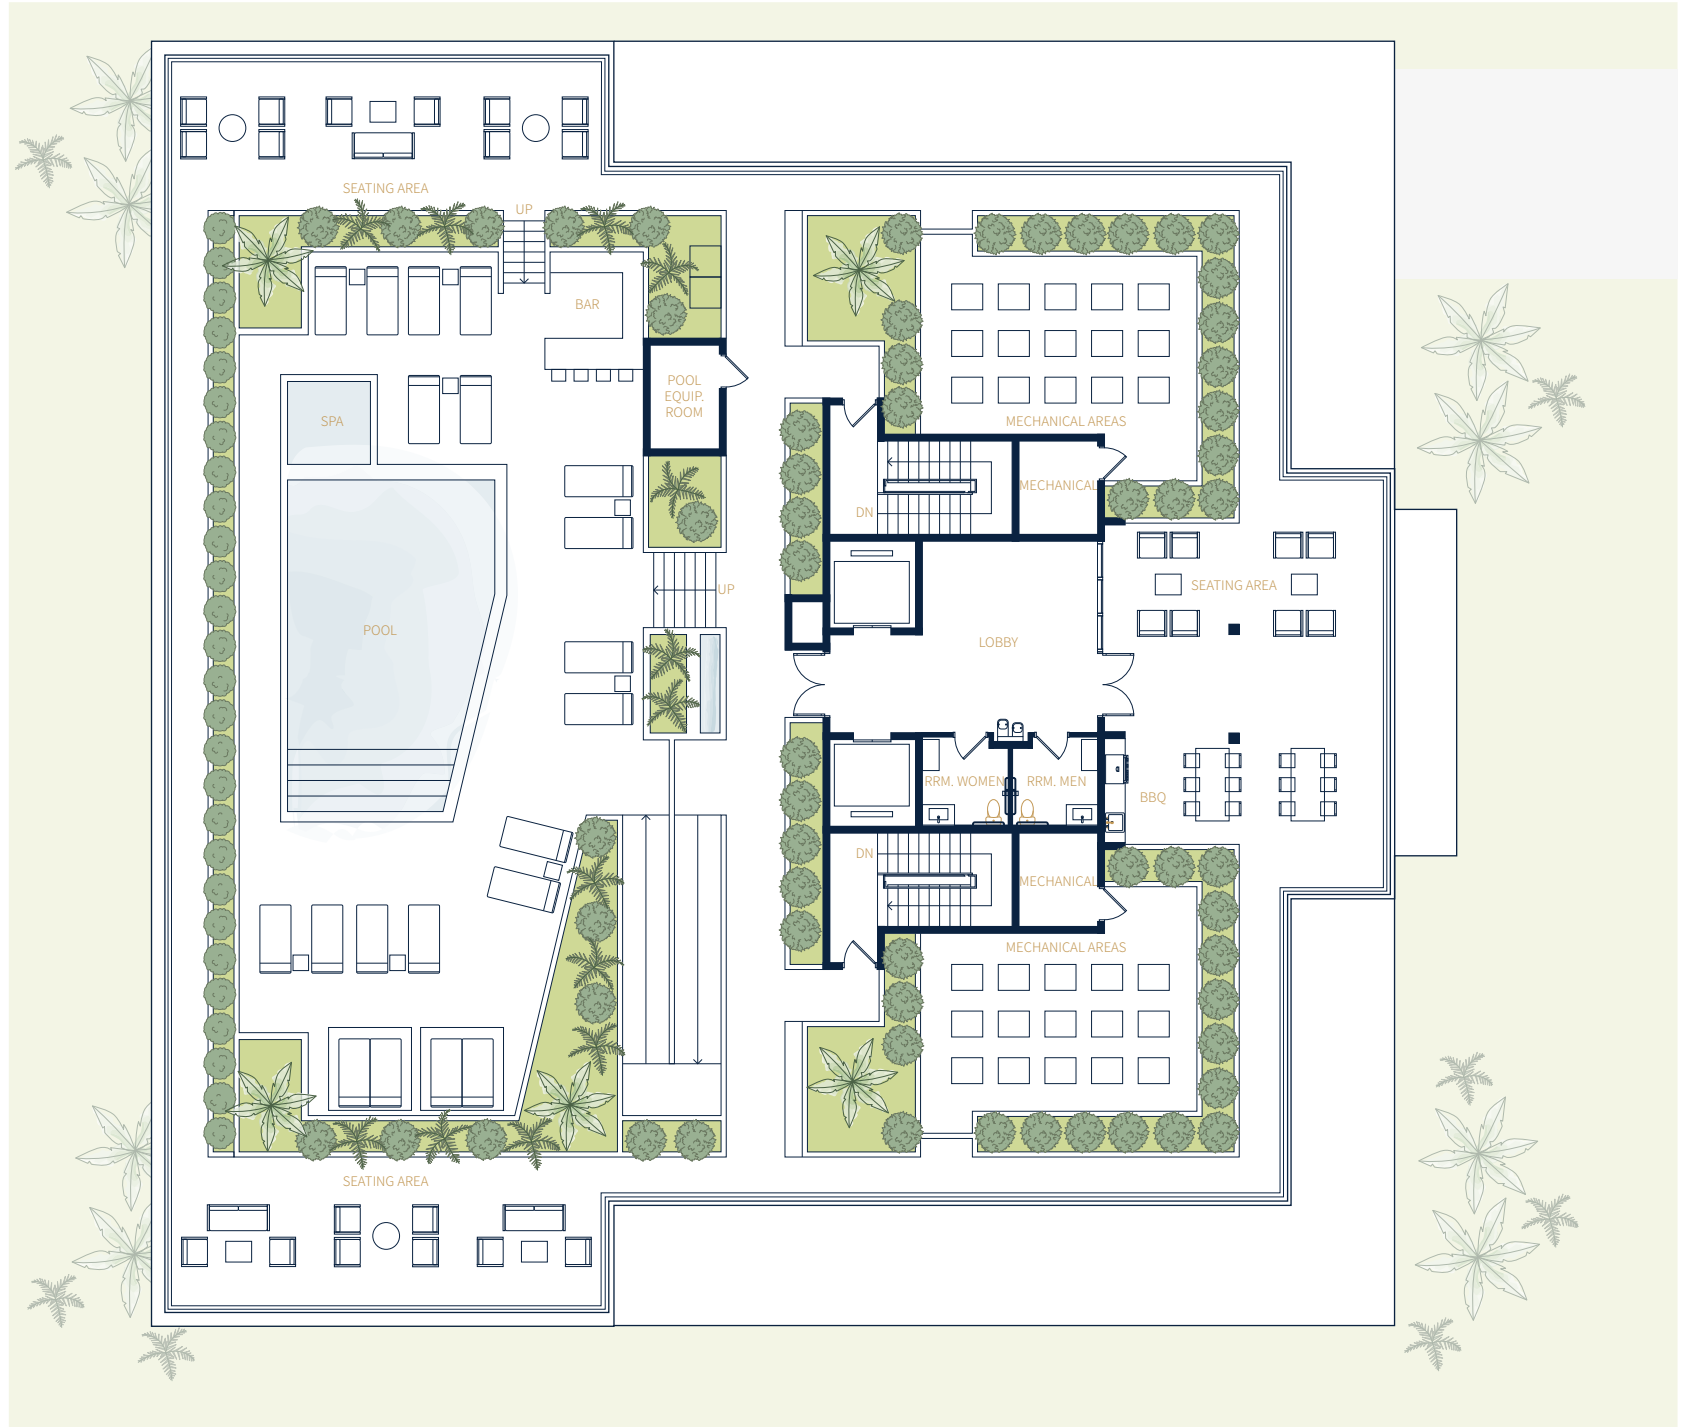 SEATING AREA
UP
BAR
POOL
EQUIP.
ROOM
SPA
MECHANICAL AREAS
MECHANICAL
DN
UP
SEATING AREA
POOL
LOBBY
RRM. WOMEN
RRM. MEN
BBQ
DN
MECHANICAL
MECHANICAL AREAS
SEATING AREA